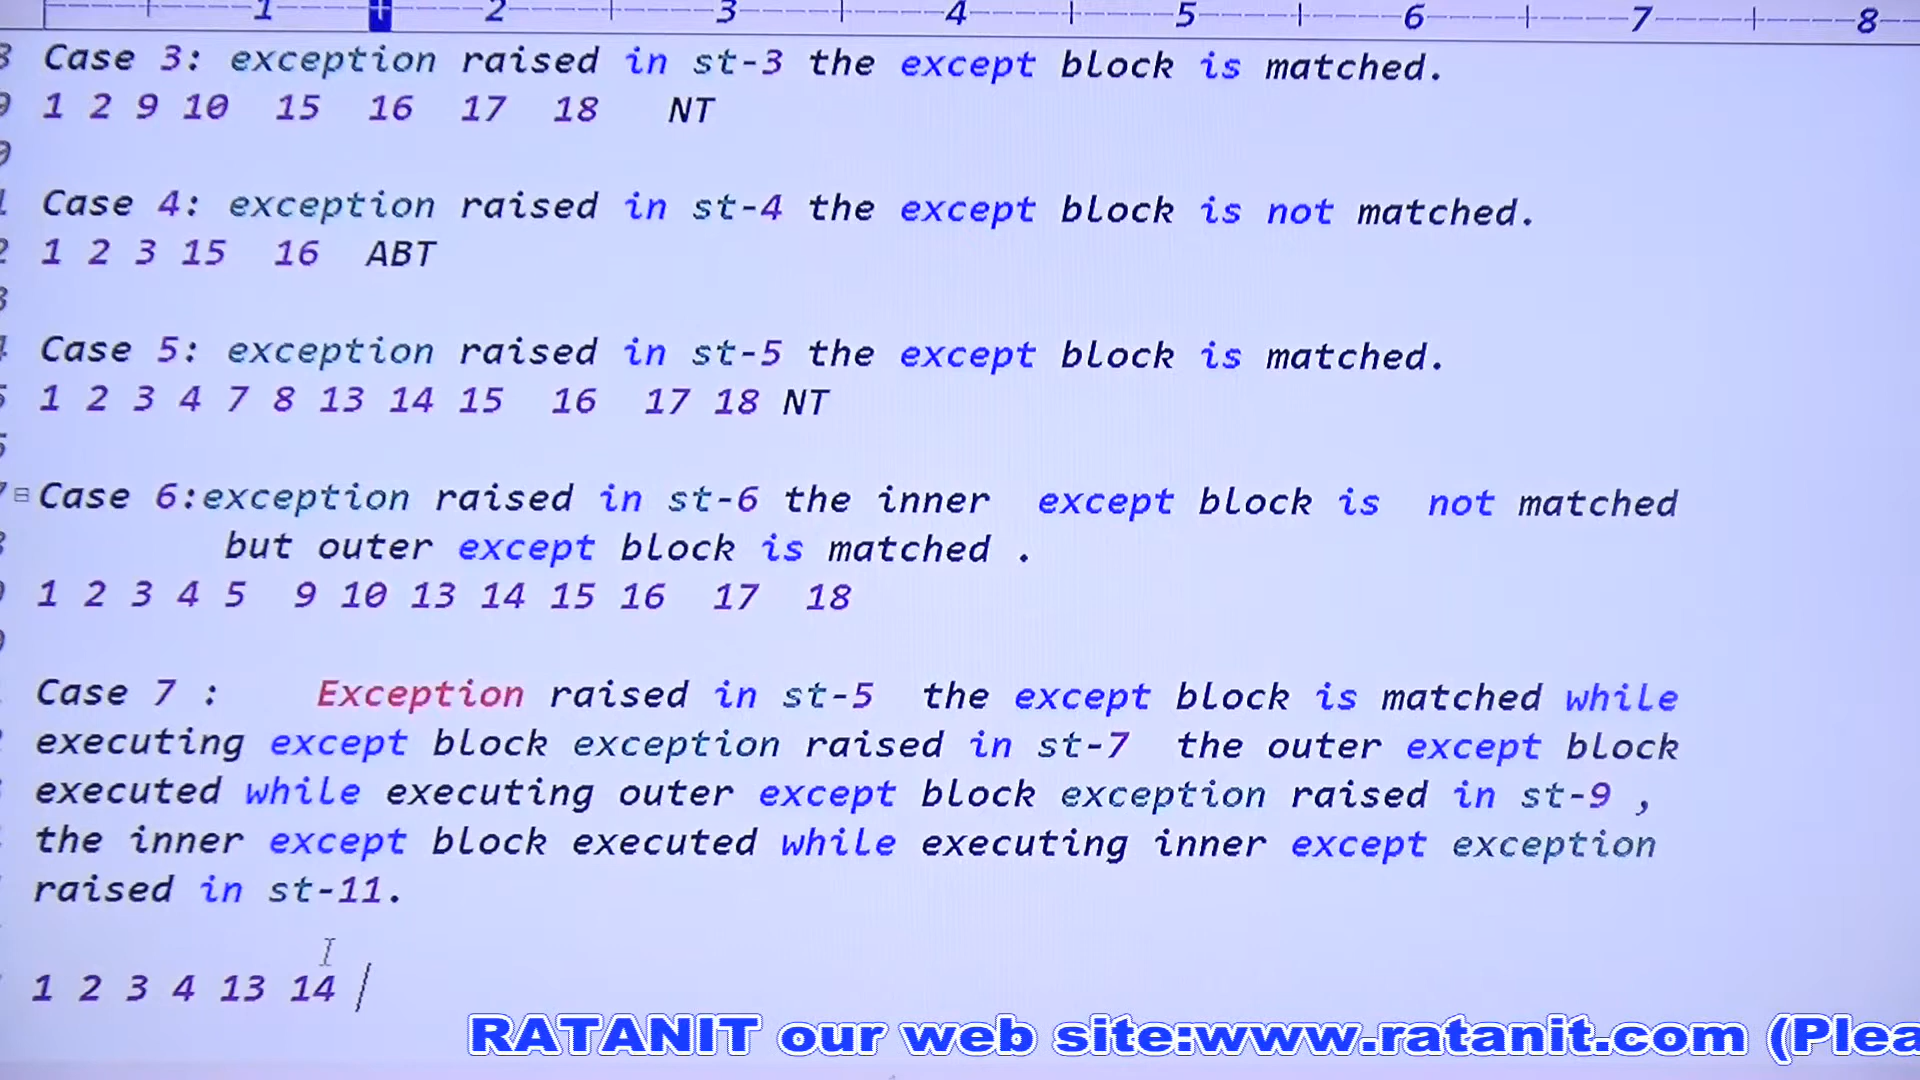 1 2 3 4 5 6 7 8
Case 3: exception raised in st-3 the except block is matched.
1 2 9 10 15 16 17 18 NT
Case 4: exception raised in st-4 the except block is not matched.
1 2 3 15 16 ABT
Case 5: exception raised in st-5 the except block is matched.
1 2 3 4 7 8 13 14 15 16 17 18 NT
Case 6:exception raised in st-6 the inner except block is not matched
but outer except block is matched .
1 2 3 4 5 9 10 13 14 15 16 17 18
Case 7 : Exception raised in st-5 the except block is matched while
executing except block exception raised in st-7 the outer except block
executed while executing outer except block exception raised in st-9 ,
the inner except block executed while executing inner except exception
raised in st-11.
1 2 3 4 13 14
RATANIT our web site:www.ratanit.com (Plea